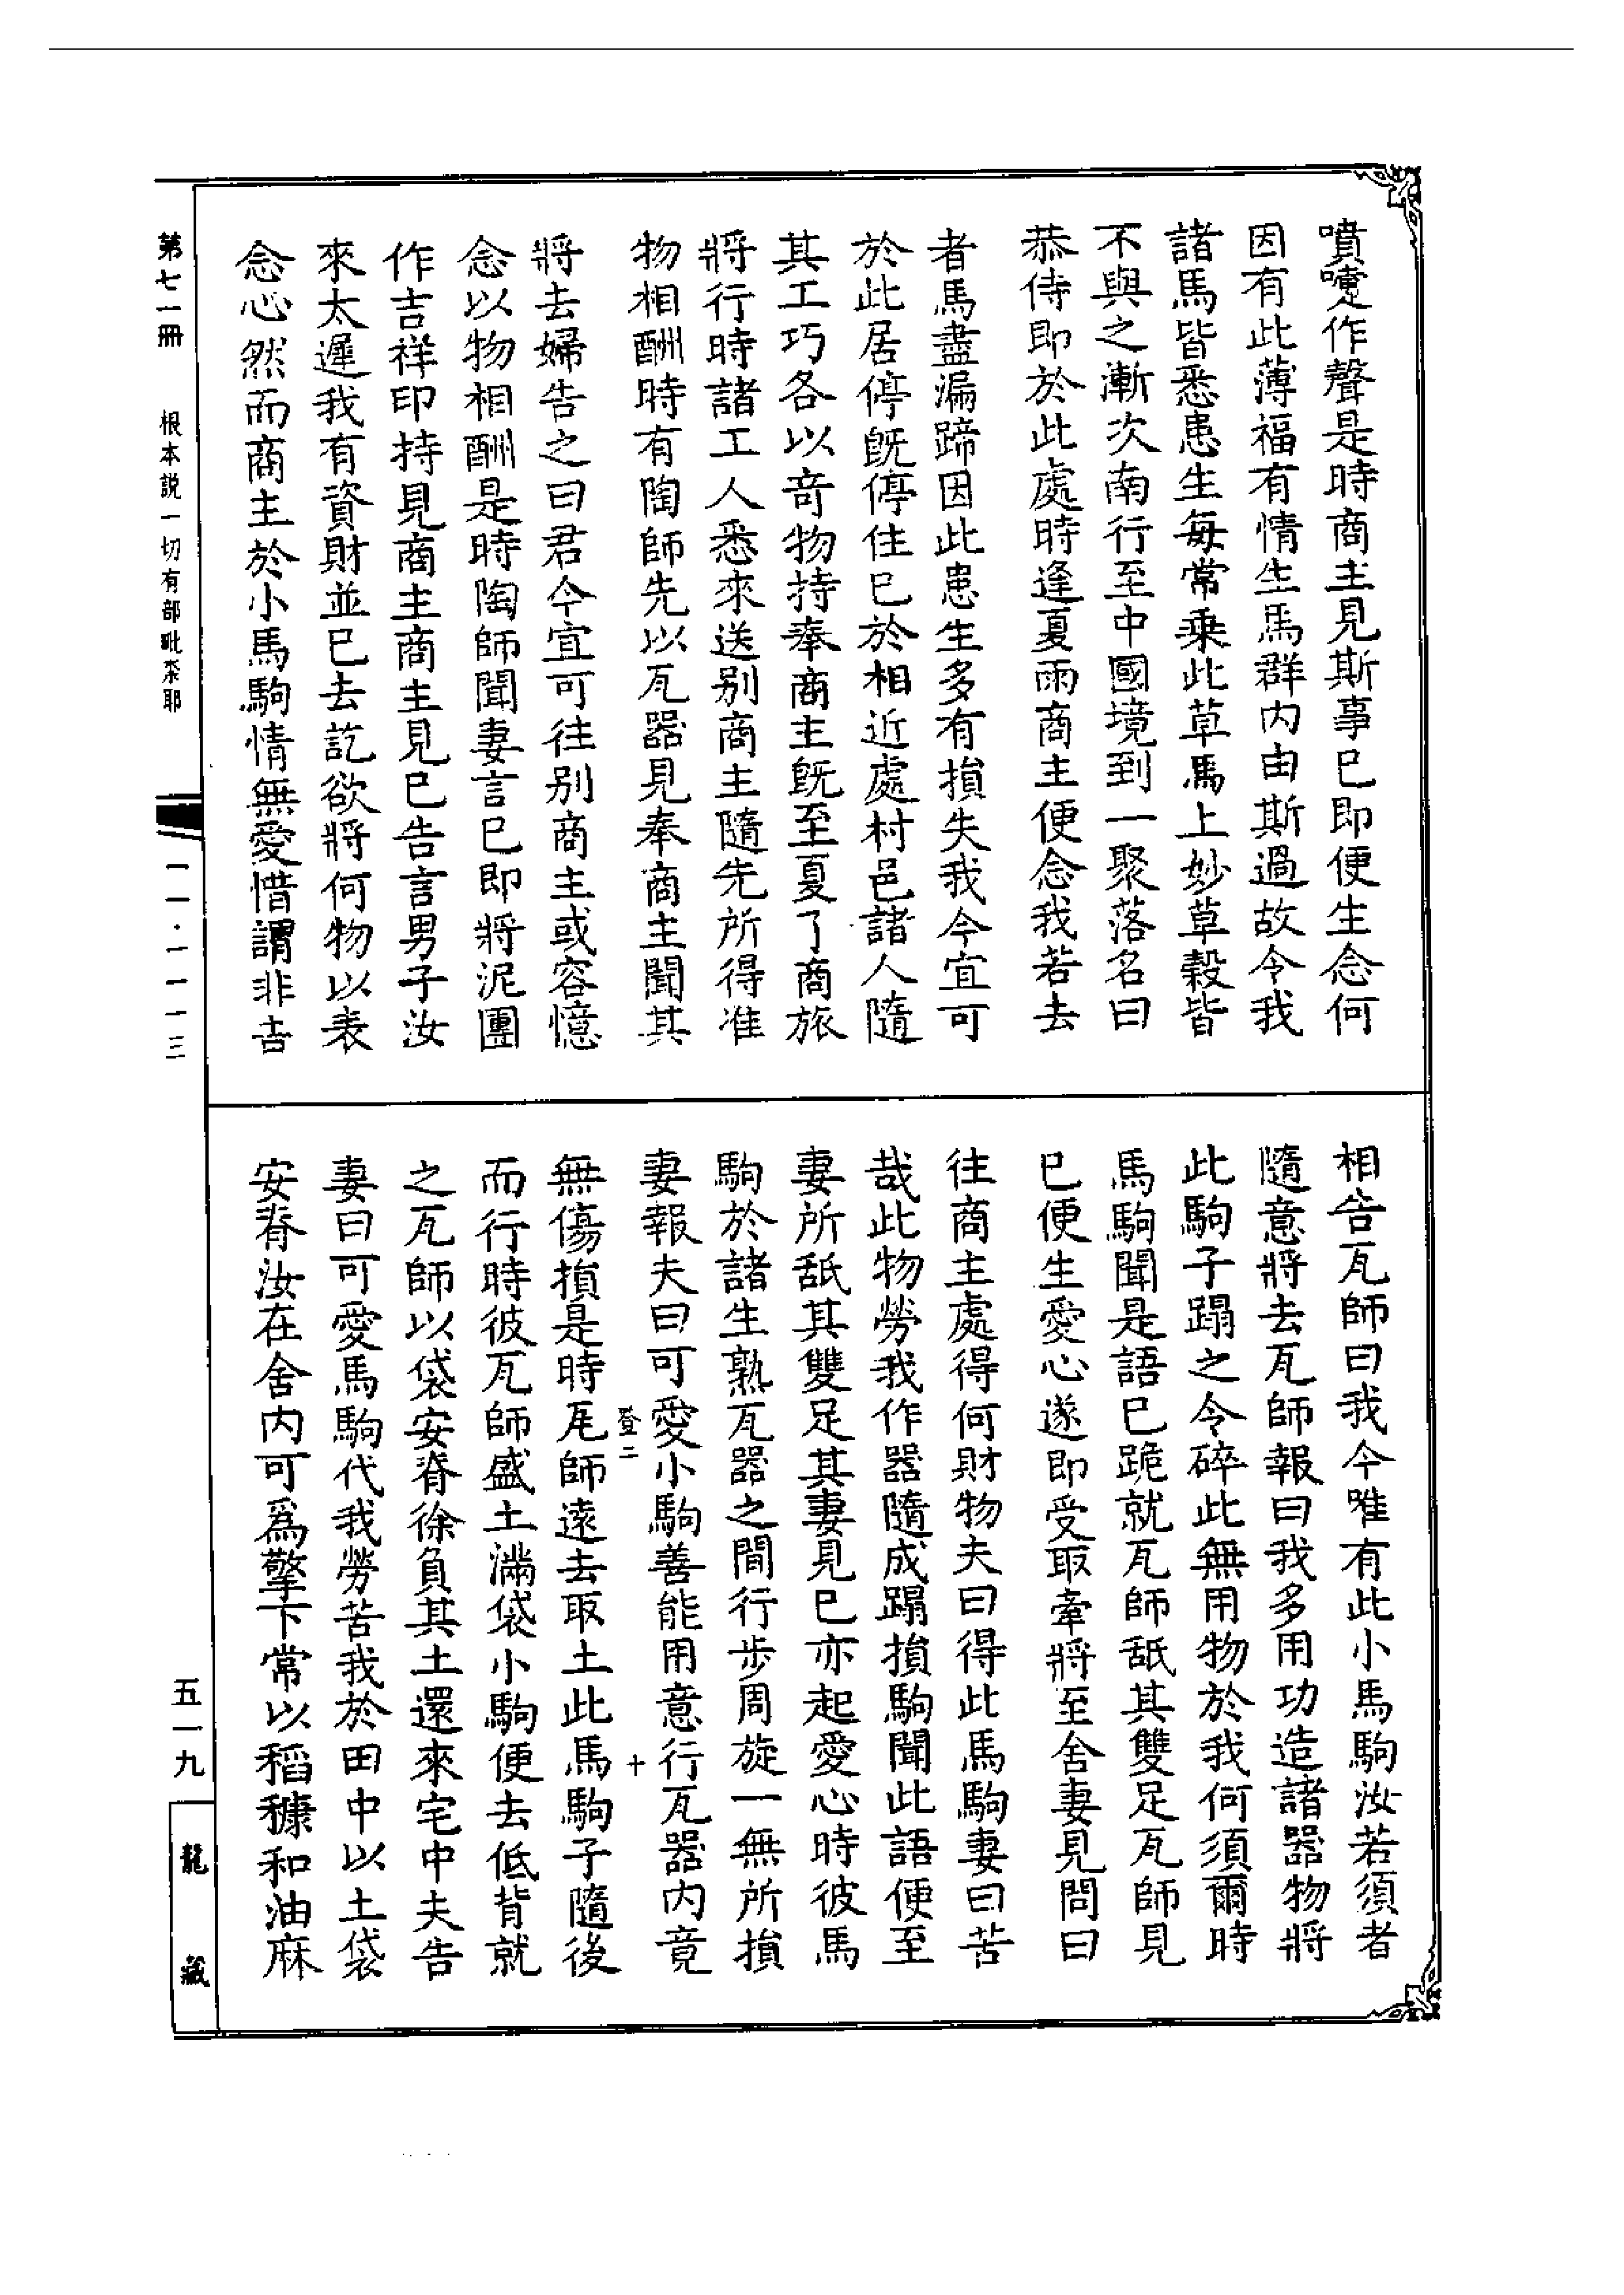 噴嚏作聲是時商主見斯事已即便生念何
因有此薄福有情生馬群内由斯過故令我
諸馬皆悉患生每常乗此草馬上妙草穀皆
不與之漸次南行至中國境到一聚落名曰
恭侍即於此處時逢夏雨商主便念我若去
者馬盡漏蹄因此患生多有損失我今宜可
於此居停旣停住已於相近處村邑諸人隨
其工巧各以奇物持奉商主旣至夏了商旅
將行時諸工人悉來送别商主隨先所得准
物相酬時有陶師先以瓦器見奉商主聞其
將去婦告之曰君今宜可往别商主或容憶
念以物相酬是時陶師聞妻言已即將泥團
作吉祥印持見商主商主見已告言男子汝
來太遲我有資財並已去訖欲將何物以表
念心然而商主於小馬駒情無愛惜謂非吉
相告瓦師曰我今唯有此小馬駒汝若須者
隨意將去瓦師報曰我多用功造諸器物將
此駒子蹋之令碎此無用物於我何須爾時
馬駒聞是語已跪就瓦師舐其雙足瓦師見
已便生愛心遂即受取牽將至舍妻見問曰
往商主處得何財物夫曰得此馬駒妻曰苦
哉此物勞我作器隨成蹋損駒聞此語便至
妻所舐其雙足其妻見已亦起愛心時彼馬
駒於諸生熟瓦器之間行步周旋一無所損
妻報夫曰可愛小駒善能用意行瓦器内竟
登二 十
無傷損是時瓦師遠去取土此馬駒子隨後
而行時彼瓦師盛土滿袋小駒便去低背就
之瓦師以袋安脊徐負其土還來宅中夫告
妻曰可愛馬駒代我勞苦我於田中以土袋
安脊汝在舍内可爲擎下常以稻糠和油麻
第七一冊 根本説一切有部毗柰耶 一一·一一一三
五一九
龍藏